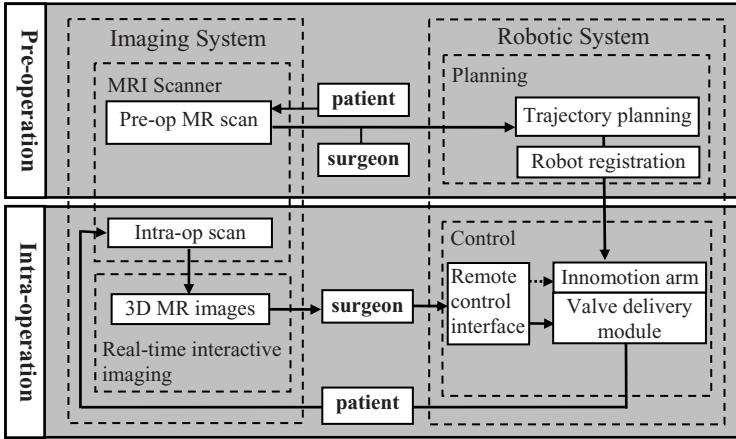 Pre-operation
Imaging System
Robotic System
MRI Scanner
Planning
patient
Pre-op MR scan
Trajectory planning
surgeon
Robot registration
Intra-operation
Intra-op scan
Control
Remote
control
interface
Innomotion arm
3D MR images
surgeon
Valve delivery
module
Real-time interactive
imaging
patient